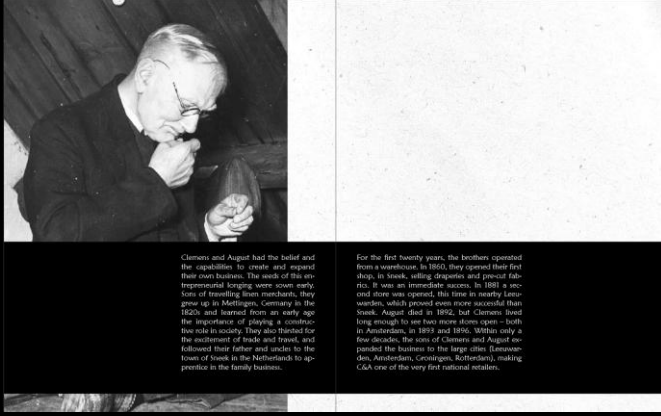 Clemens and August had the belief and
the capabilities to create and expand
their own business. The seeds of this en-
trepreneurial longing were sown early.
Sons of travelling linen merchants, they
grew up in Mettingen, Germany in the
1820s and learned from an early age
the importance of playing a construc-
tive role in society. They also thirsted for
the excitement of trade and travel, and
followed their father and uncles to the
town of Sneek in the Netherlands to ap-
prentice in the family business.
For the first twenty years, the brothers operated
from a warehouse. In 1860, they opened their first
shop, in Sneek, selling draperies and pre-cut fab-
rics. It was an immediate success. In 1881 a sec-
ond store was opened, this time in nearby Leeu-
warden, which proved even more successful than
Sneek. August died in 1892, but Clemens lived
long enough to see two more stores open – both
in Amsterdam, in 1893 and 1896. Within only a
few decades, the sons of Clemens and August ex-
panded the business to the large cities (Leeuwar-
den, Amsterdam, Groningen, Rotterdam), making
C&A one of the very first national retailers.